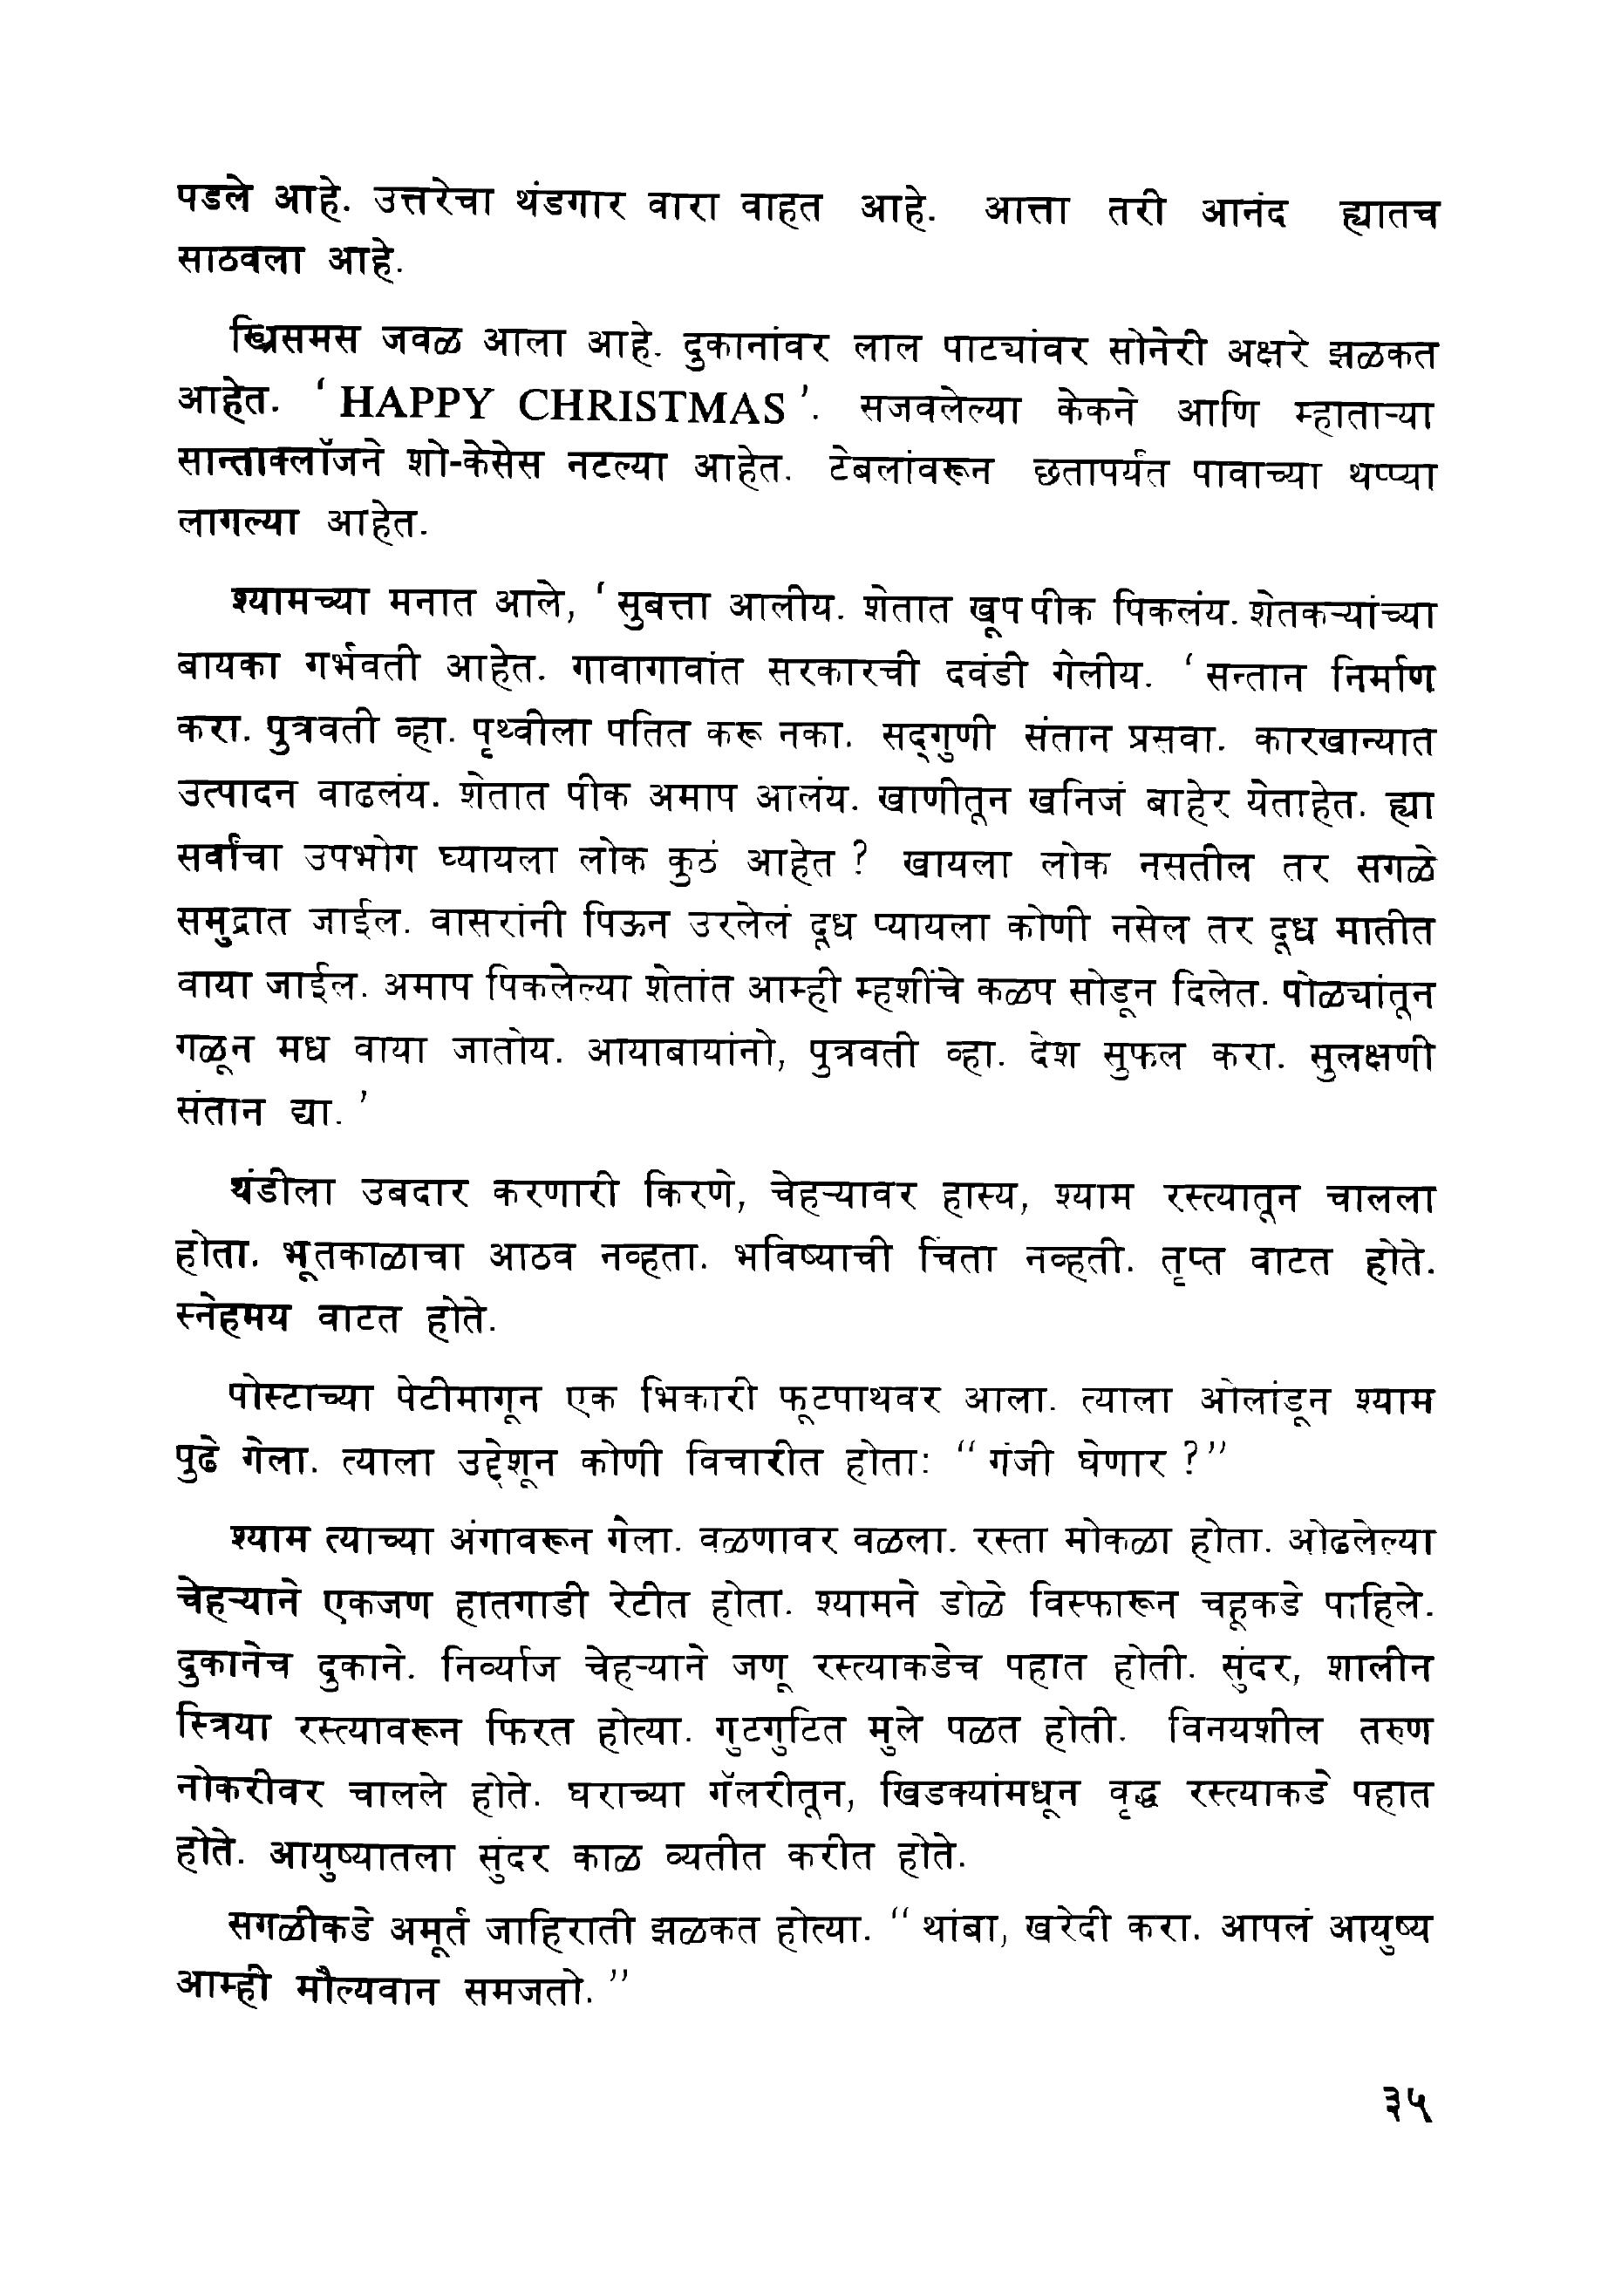 पडले आहे. उत्तरेचा थंडगार वारा वाहत आहे. आत्ता तरी आनंद ह्यातच
साठवला आहे.
ख्रिसमस जवळ आला आहे. दुकानांवर लाल पाट्यांवर सोनेरी अक्षरे झळकत
आहेत. ‘ HAPPY CHRISTMAS ’. सजवलेल्या केकने आणि म्हाताऱ्या
सान्ताक्लॉजने शो-केसेस नटल्या आहेत. टेबलांवरून छतापर्यंत पावाच्या थप्प्या
लागल्या आहेत.
श्यामच्या मनात आले, ‘ सुबत्ता आलीय. शेतात खूप पीक पिकलंय. शेतकऱ्यांच्या
बायका गर्भवती आहेत. गावागावांत सरकारची दवंडी गेलीय. ‘ सन्तान निर्माण
करा. पुत्रवती व्हा. पृथ्वीला पतित करू नका. सद्‌गुणी संतान प्रसवा. कारखान्यात
उत्पादन वाढलंय. शेतात पीक अमाप आलंय. खाणीतून खनिजं बाहेर येताहेत. ह्या
सर्वांचा उपभोग घ्यायला लोक कुठं आहेत ? खायला लोक नसतील तर सगळे
समुद्रात जाईल. वासरांनी पिऊन उरलेलं दूध प्यायला कोणी नसेल तर दूध मातीत
वाया जाईल. अमाप पिकलेल्या शेतांत आम्ही म्हशींचे कळप सोडून दिलेत. पोळ्यांतून
गळून मध वाया जातोय. आयाबायांनो, पुत्रवती व्हा. देश सुफल करा. सुलक्षणी
संतान द्या. ’
थंडीला उबदार करणारी किरणे, चेहऱ्यावर हास्य, श्याम रस्त्यातून चालला
होता. भूतकाळाचा आठव नव्हता. भविष्याची चिंता नव्हती. तृप्त वाटत होते.
स्नेहमय वाटत होते.
पोस्टाच्या पेटीमागून एक भिकारी फूटपाथवर आला. त्याला ओलांडून श्याम
पुढे गेला. त्याला उद्देशून कोणी विचारीत होता: “ गंजी घेणार ?”
श्याम त्याच्या अंगावरून गेला. वळणावर वळला. रस्ता मोकळा होता. ओढलेल्या
चेहऱ्याने एकजण हातगाडी रेटीत होता. श्यामने डोळे विस्फारून चहूकडे पाहिले.
दुकानेच दुकाने. निर्व्याज चेहऱ्याने जणू रस्त्याकडेच पहात होती. सुंदर, शालीन
स्त्रिया रस्त्यावरून फिरत होत्या. गुटगुटित मुले पळत होती. विनयशील तरुण
नोकरीवर चालले होते. घराच्या गॅलरीतून, खिडक्यांमधून वृद्ध रस्त्याकडे पहात
होते. आयुष्यातला सुंदर काळ व्यतीत करीत होते.
सगळीकडे अमूर्त जाहिराती झळकत होत्या. “ थांबा, खरेदी करा. आपलं आयुष्य
आम्ही मौल्यवान समजतो. ”
३५